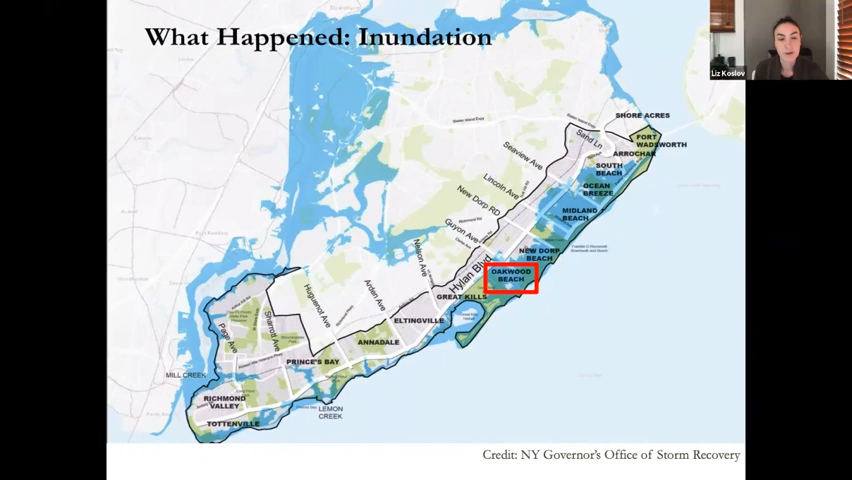 What Happened: Inundation
Liz Koslov
SHORE ACRES
Sand Ln
FORT
WADSWORTH
ARROCHAR
Seaview Ave
SOUTH
BEACH
Lincoln Ave
OCEAN
BREEZE
New Dorp RD
MIDLAND
BEACH
Guyon Ave
NEW DORP
BEACH
Nelson Ave
Hylan Blvd
OAKWOOD
BEACH
Arden Ave
Huguenot Ave
GREAT KILLS
Sharrott Ave
Page Ave
ELTINGVILLE
ANNADALE
PRINCE'S BAY
MILL CREEK
RICHMOND
VALLEY
LEMON
CREEK
TOTTENVILLE
Credit: NY Governor's Office of Storm Recovery